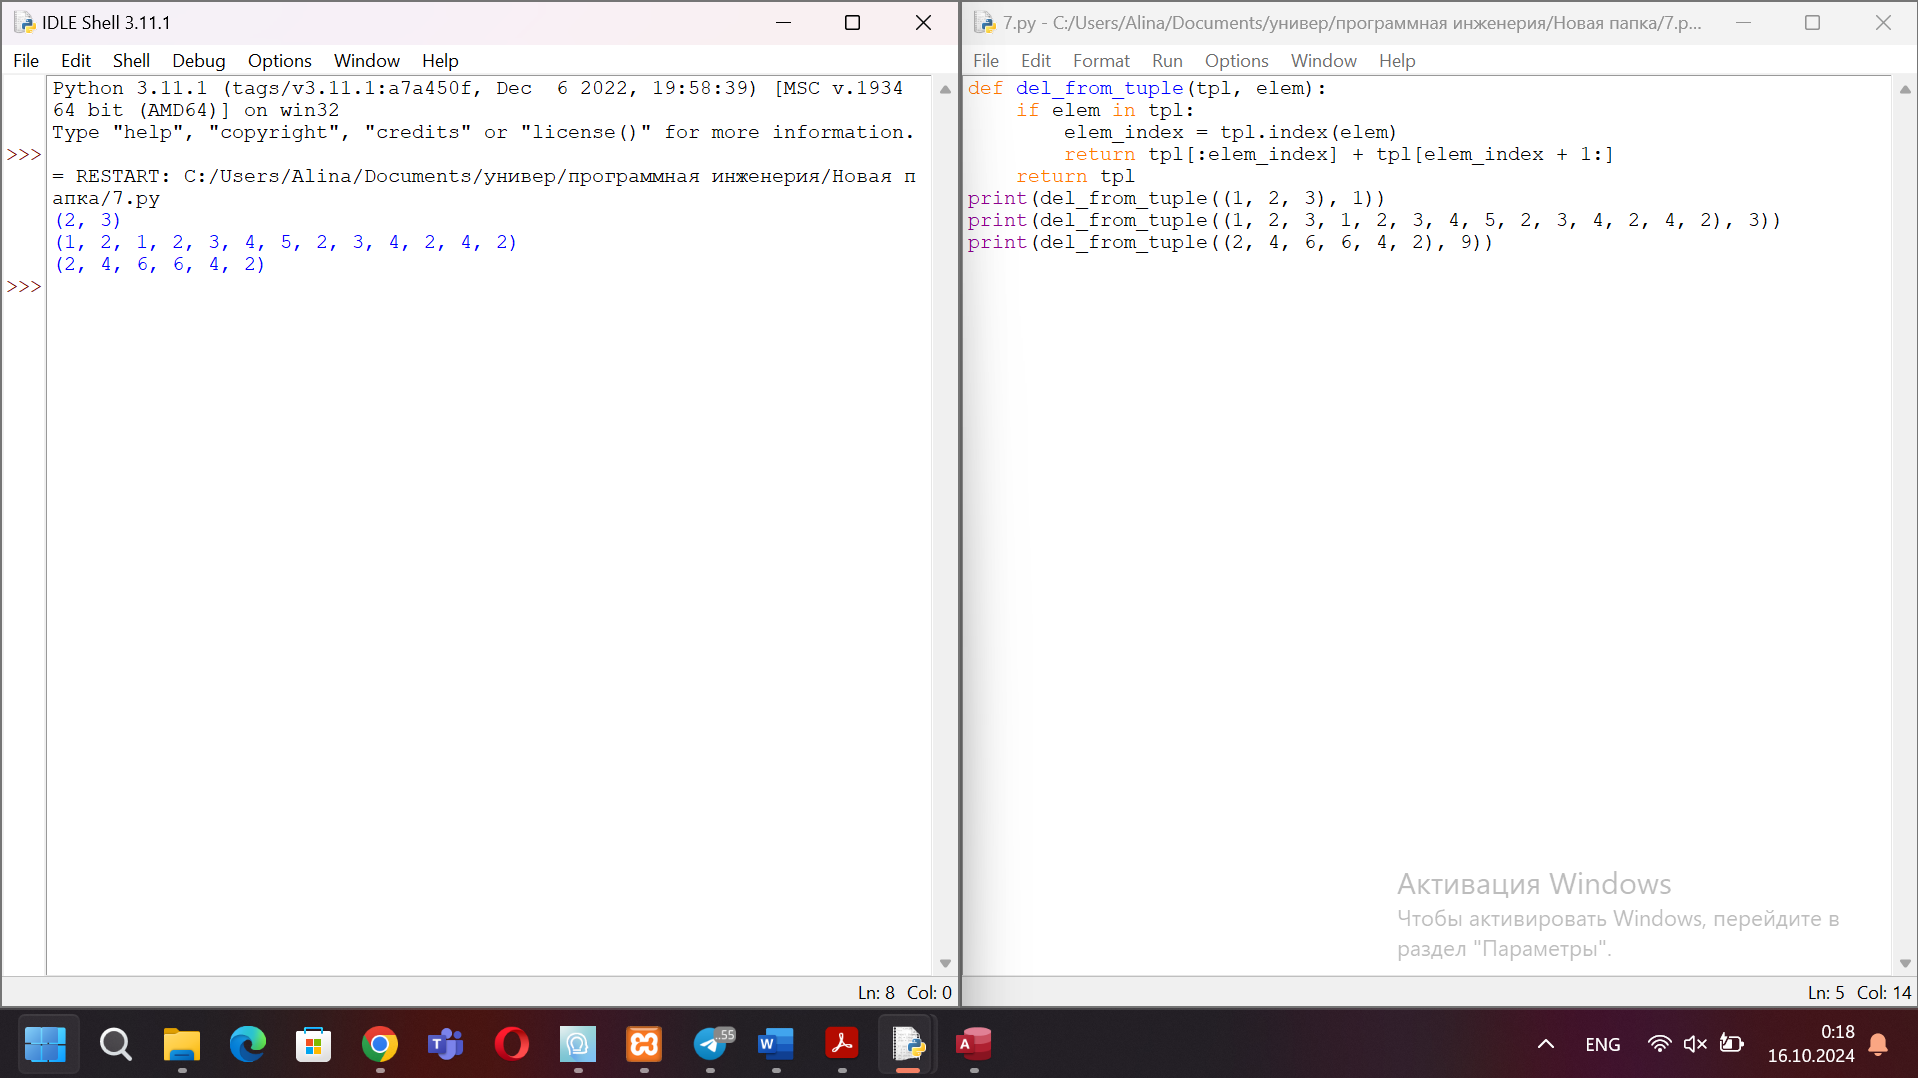 IDLE Shell 3.11.1
File Edit Shell Debug Options Window Help
Python 3.11.1 (tags/v3.11.1:a7a450f, Dec  6 2022, 19:58:39) [MSC v.1934
64 bit (AMD64)] on win32
Type "help", "copyright", "credits" or "license()" for more information.
>>>
= RESTART: C:/Users/Alina/Documents/универ/программная инженерия/Новая п
апка/7.py
(2, 3)
(1, 2, 1, 2, 3, 4, 5, 2, 3, 4, 2, 4, 2)
(2, 4, 6, 6, 4, 2)
>>>
Ln: 8 Col: 0
7.py - C:/Users/Alina/Documents/универ/программная инженерия/Новая папка/7.p...
File Edit Format Run Options Window Help
def del_from_tuple(tpl, elem):
    if elem in tpl:
        elem_index = tpl.index(elem)
        return tpl[:elem_index] + tpl[elem_index + 1:]
    return tpl
print(del_from_tuple((1, 2, 3), 1))
print(del_from_tuple((1, 2, 3, 1, 2, 3, 4, 5, 2, 3, 4, 2, 4, 2), 3))
print(del_from_tuple((2, 4, 6, 6, 4, 2), 9))
Активация Windows
Чтобы активировать Windows, перейдите в
раздел "Параметры".
Ln: 5 Col: 14
..55
ENG
0:18
16.10.2024